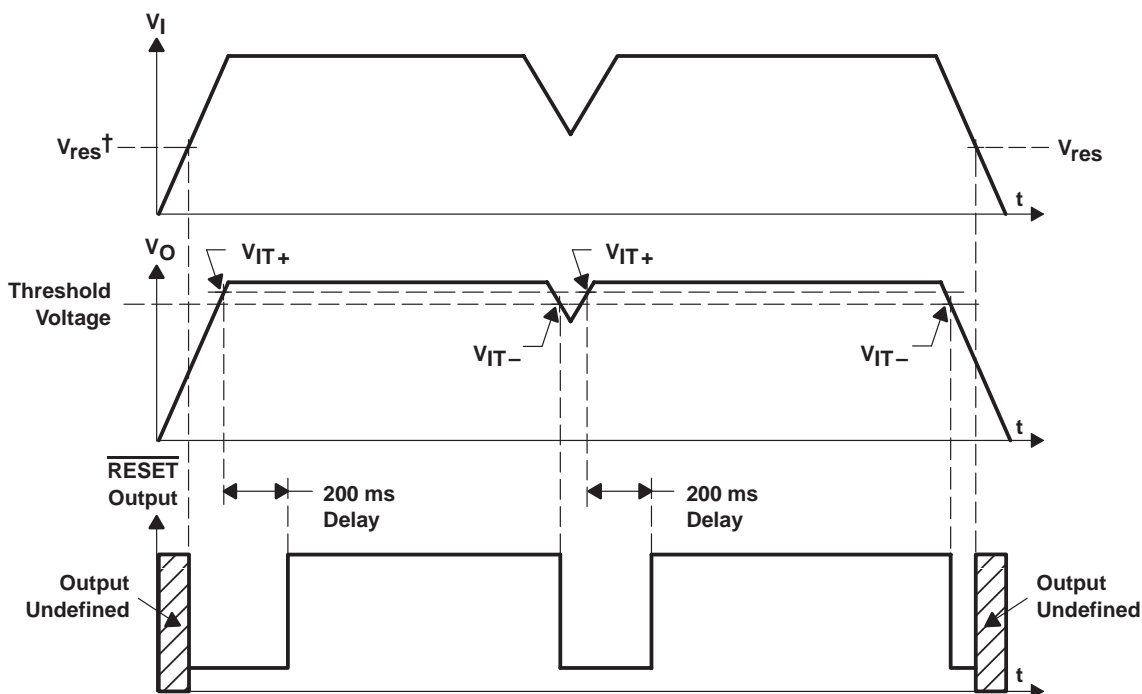 VI
Vres†
Vres
t
VO
VIT+
VIT+
Threshold
Voltage
VIT−
VIT−
t
RESET
Output
200 ms
Delay
200 ms
Delay
Output
Undefined
Output
Undefined
t